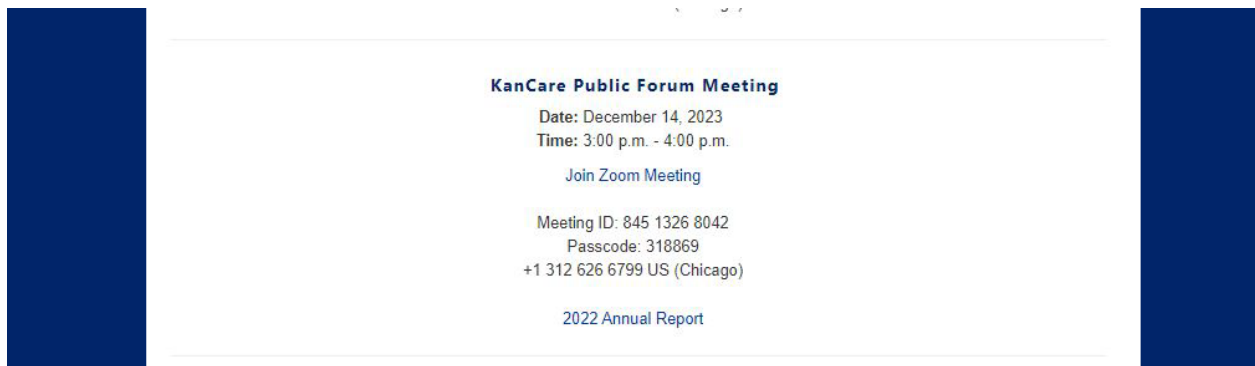 KanCare Public Forum Meeting
Date: December 14, 2023
Time: 3:00 p.m. - 4:00 p.m.
Join Zoom Meeting
Meeting ID: 845 1326 8042
Passcode: 318869
+1 312 626 6799 US (Chicago)
2022 Annual Report